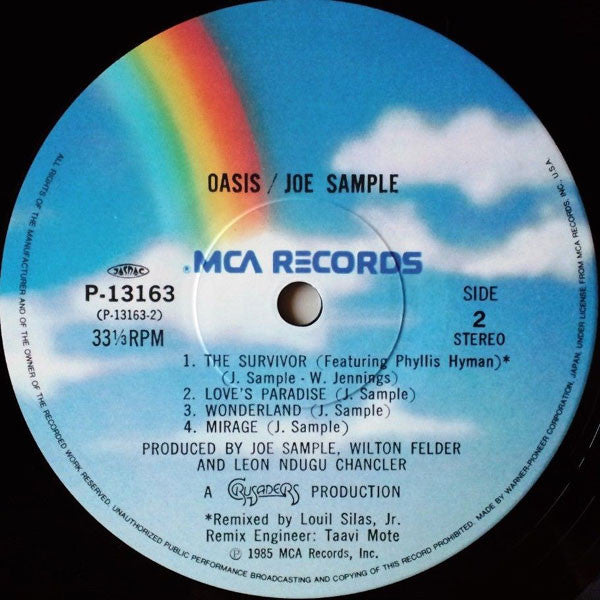 OASIS / JOE SAMPLE
MCA RECORDS
JASRAC
P-13163
(P-13163-2)
33⅓RPM
SIDE
2
STEREO
1. THE SURVIVOR (Featuring Phyllis Hyman)*
(J. Sample - W. Jennings)
2. LOVE'S PARADISE (J. Sample)
3. WONDERLAND (J. Sample)
4. MIRAGE (J. Sample)
PRODUCED BY JOE SAMPLE, WILTON FELDER
AND LEON NDUGU CHANCLER
A CRUSADERS PRODUCTION
*Remixed by Louil Silas, Jr.
Remix Engineer: Taavi Mote
Ⓟ 1985 MCA Records, Inc.
ALL RIGHTS OF THE MANUFACTURER AND OF THE OWNER OF THE RECORDED WORK RESERVED. UNAUTHORIZED PUBLIC PERFORMANCE BROADCASTING AND COPYING OF THIS RECORD PROHIBITED. MADE BY WARNER-PIONEER CORPORATION, JAPAN, UNDER LICENSE FROM MCA RECORDS, INC., U.S.A.